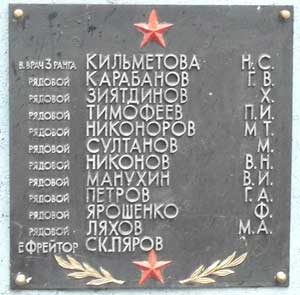 В. ВРАЧ 3 РАНГА КИЛЬМЕТОВА Н.С.
РЯДОВОЙ КАРАБАНОВ Г.В.
РЯДОВОЙ ЗИЯТДИНОВ Х.
РЯДОВОЙ ТИМОФЕЕВ П.И.
РЯДОВОЙ НИКОНОРОВ М.Т.
РЯДОВОЙ СУЛТАНОВ М.
РЯДОВОЙ НИКОНОВ В.Н.
РЯДОВОЙ МАНУХИН В.И.
РЯДОВОЙ ПЕТРОВ Г.А.
РЯДОВОЙ ЯРОШЕНКО Ф.
РЯДОВОЙ ЛЯХОВ М.А.
ЕФРЕЙТОР СКЛЯРОВ